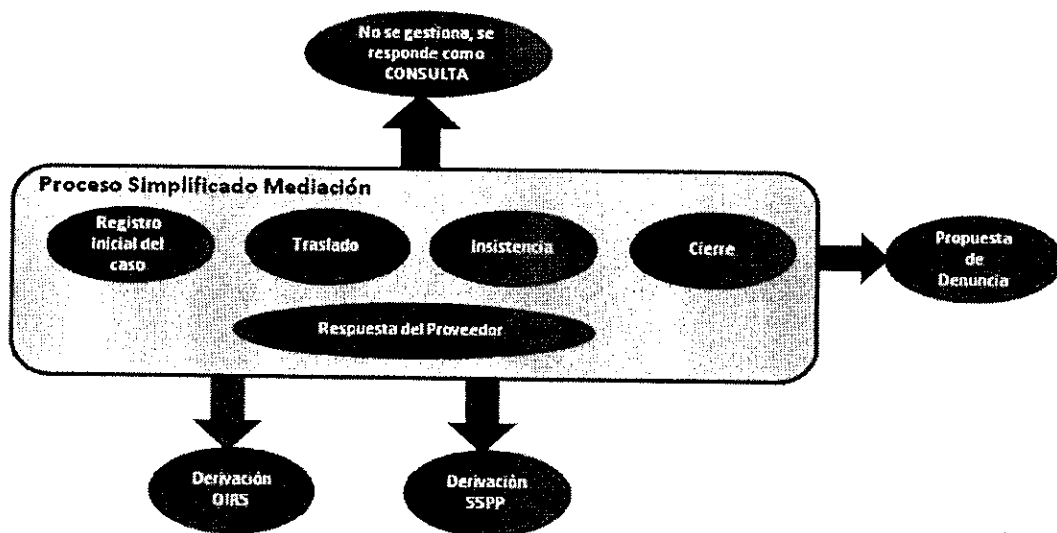 No se gestiona, se
responde como
CONSULTA
Proceso Simplificado Mediación
Registro
Inicial del
caso
Traslado
Insistencia
Cierre
Propuesta
de
Denuncia
Respuesta del Proveedor
Derivación
OIRS
Derivación
SSPP